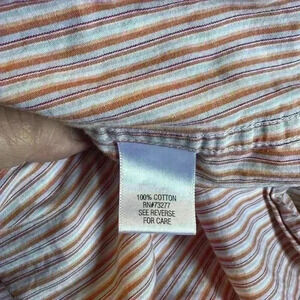 100% COTTON
RN#73277
SEE REVERSE
FOR CARE